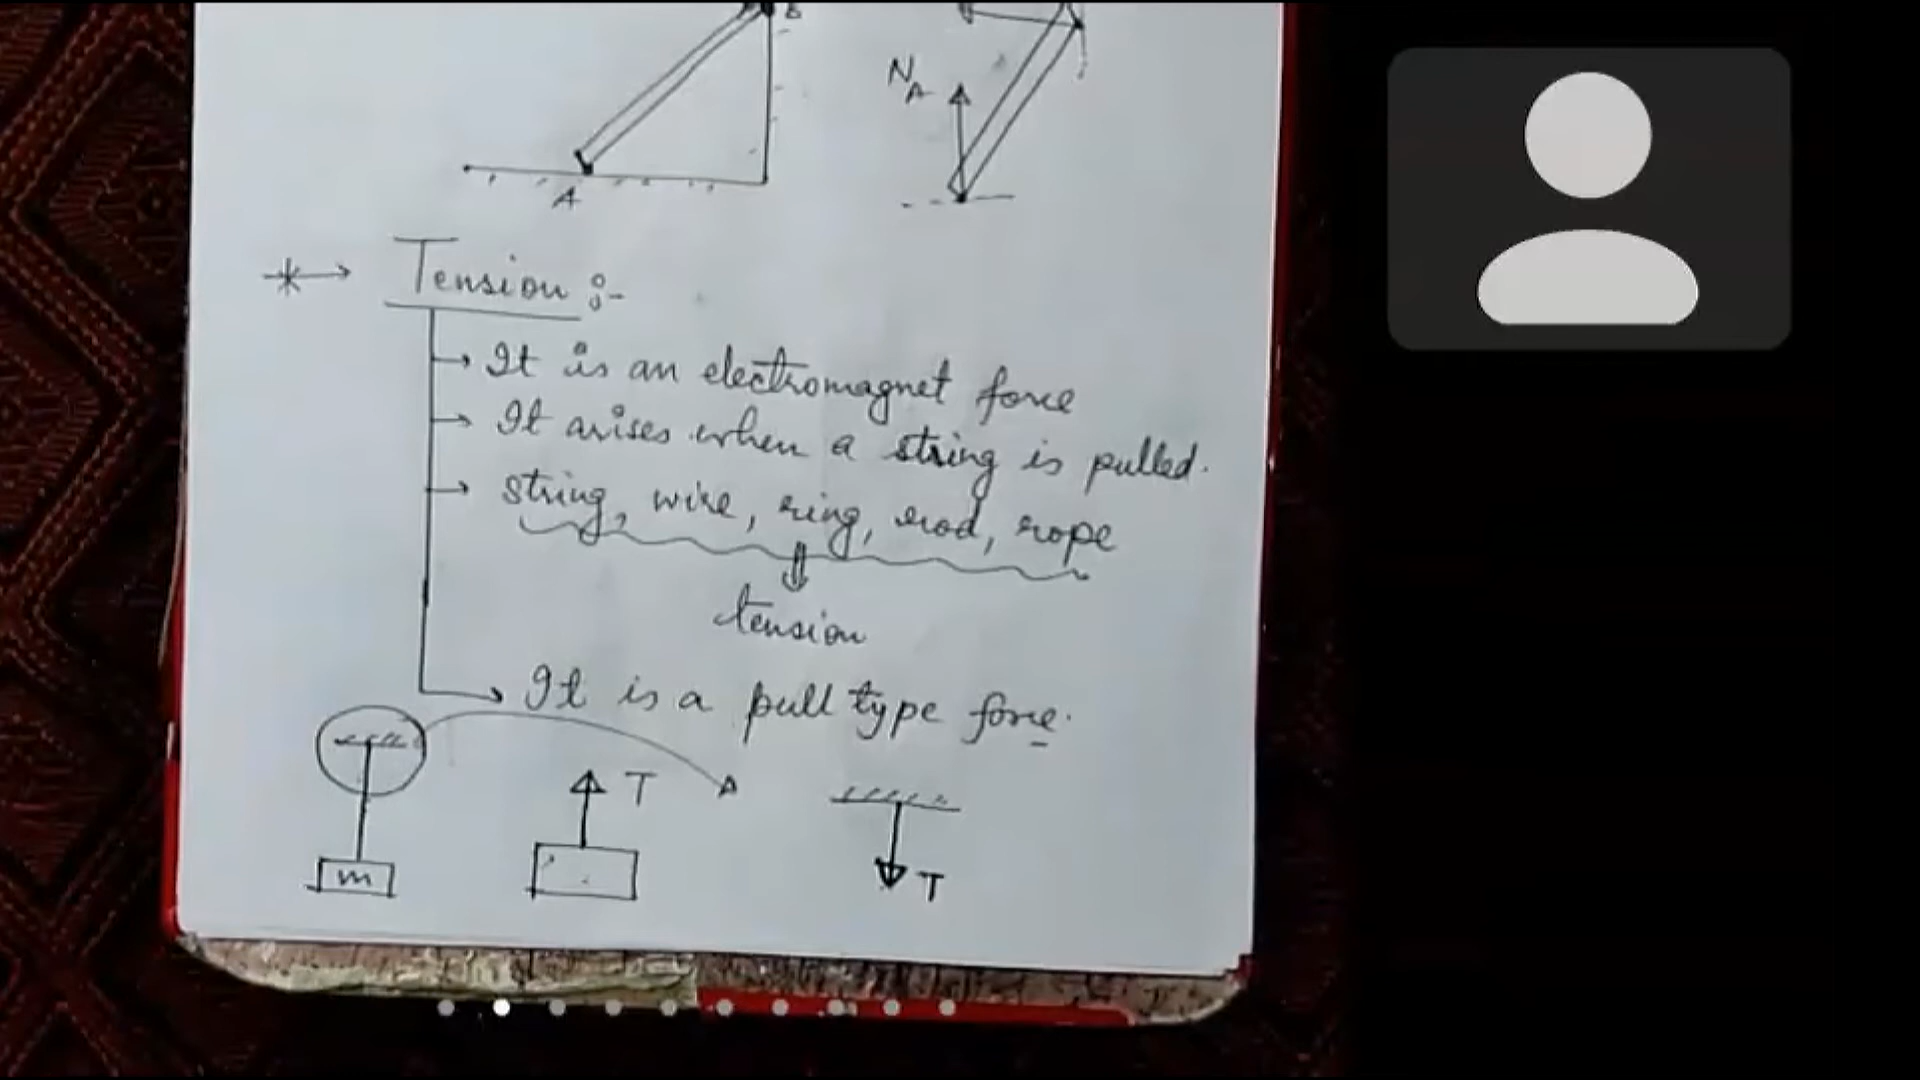 B
N_A
A
Tension :-
It is an electromagnet force
It arises when a string is pulled.
string, wire, ring, rod, rope
tension
It is a pull type force.
T
m
T